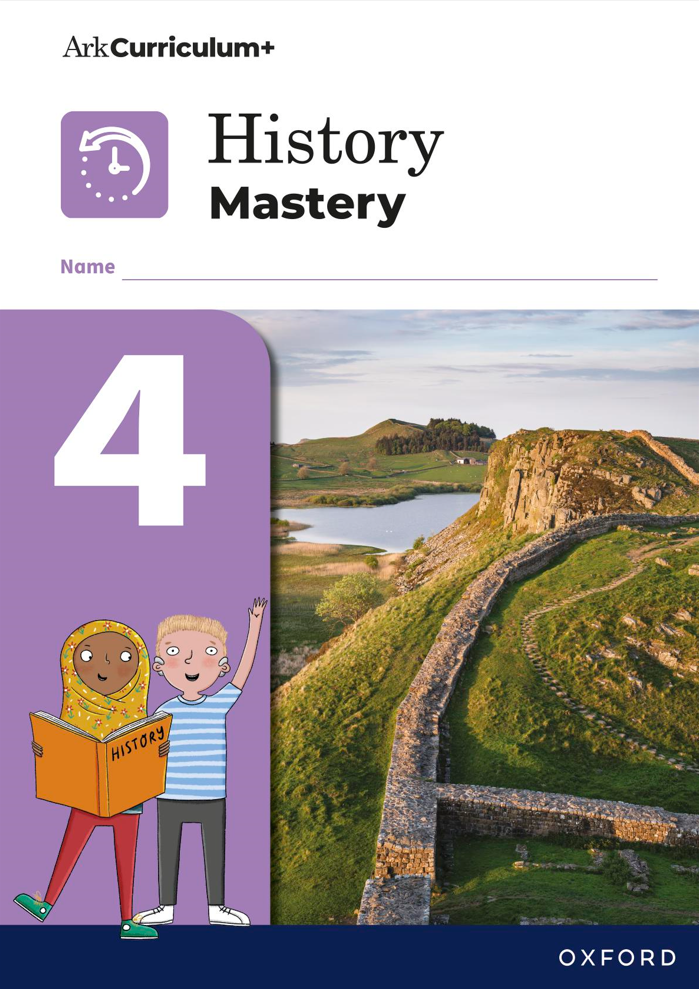 ArkCurriculum+
History
Mastery
Name
4
HISTORY
OXFORD